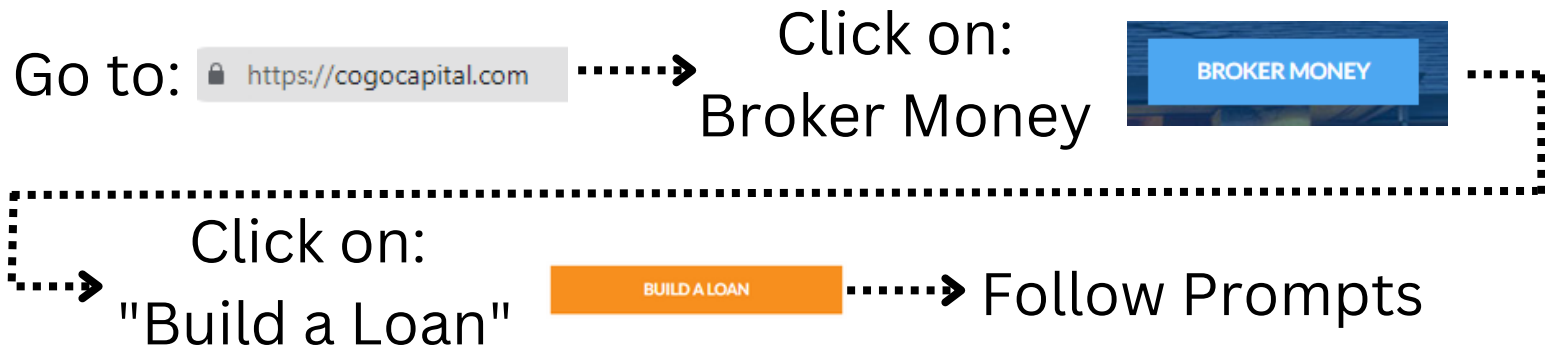 Go to: https://cogocapital.com
Click on:
Broker Money
BROKER MONEY
Click on:
"Build a Loan"
BUILD A LOAN
Follow Prompts